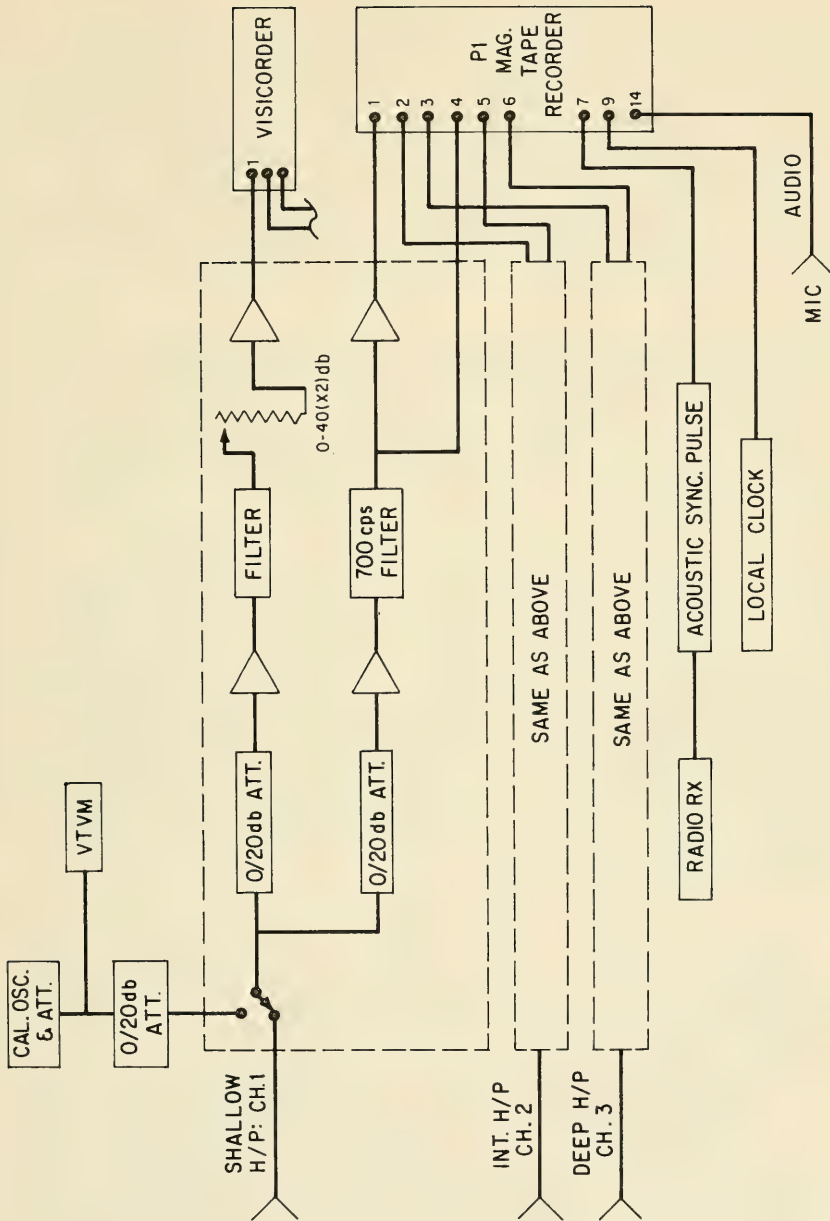 CAL. OSC.
& ATT.
VTVM
0/20db
ATT.
SHALLOW
H/P: CH.1
0/20db ATT.
FILTER
0-40(X2)db
VISICORDER
1
0/20db ATT.
700 cps
FILTER
P1
MAG.
TAPE
RECORDER
1
2
3
4
5
6
7
9
14
INT. H/P
CH. 2
SAME AS ABOVE
DEEP H/P
CH. 3
SAME AS ABOVE
RADIO RX
ACOUSTIC SYNC. PULSE
LOCAL CLOCK
MIC
AUDIO